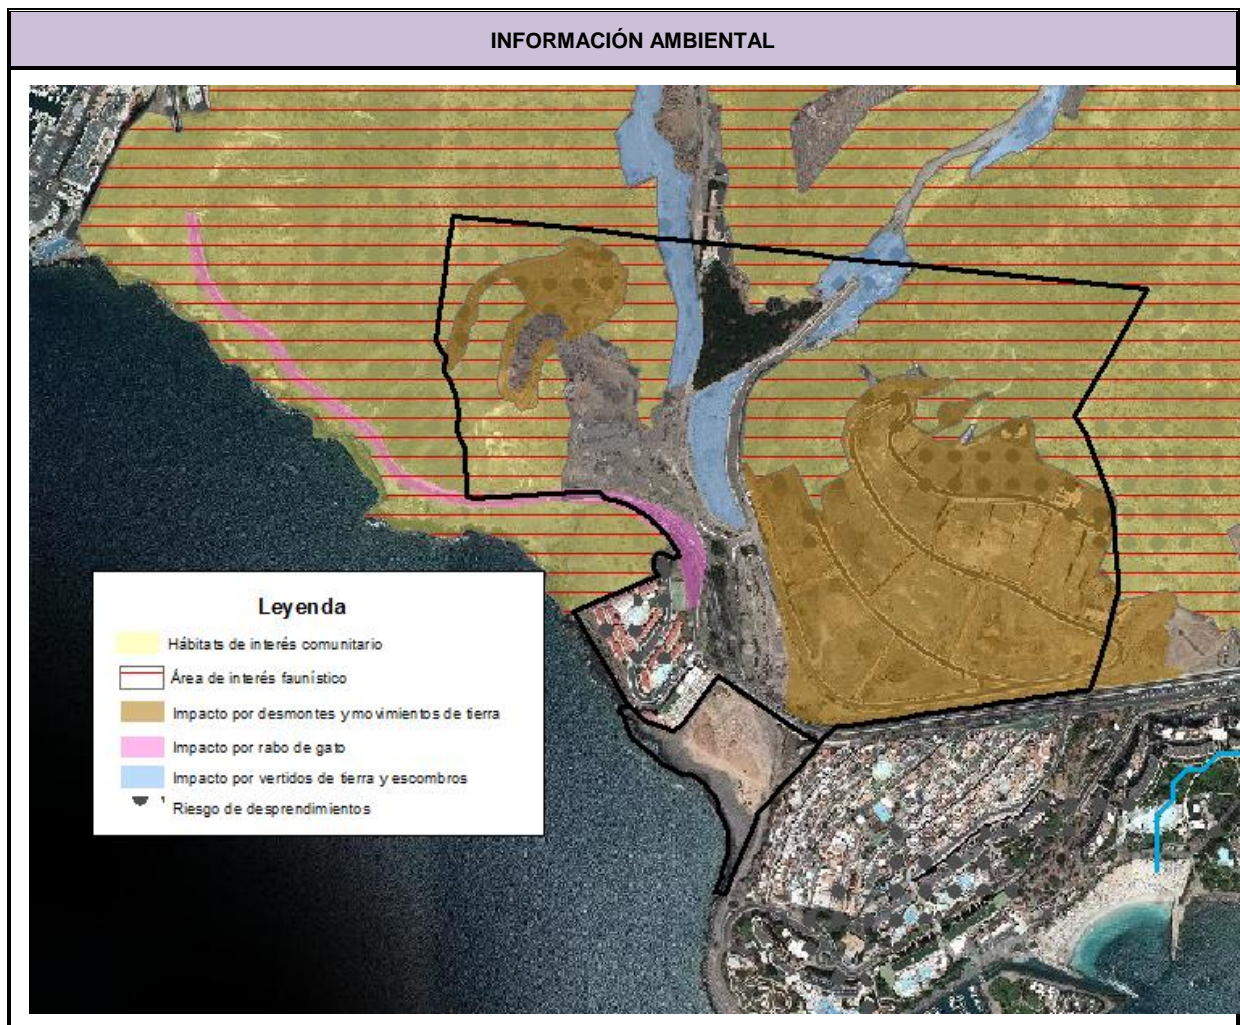 INFORMACIÓN AMBIENTAL
Leyenda
Hábitats de interés comunitario
Área de interés faunístico
Impacto por desmontes y movimientos de tierra
Impacto por rabo de gato
Impacto por vertidos de tierra y escombros
Riesgo de desprendimientos